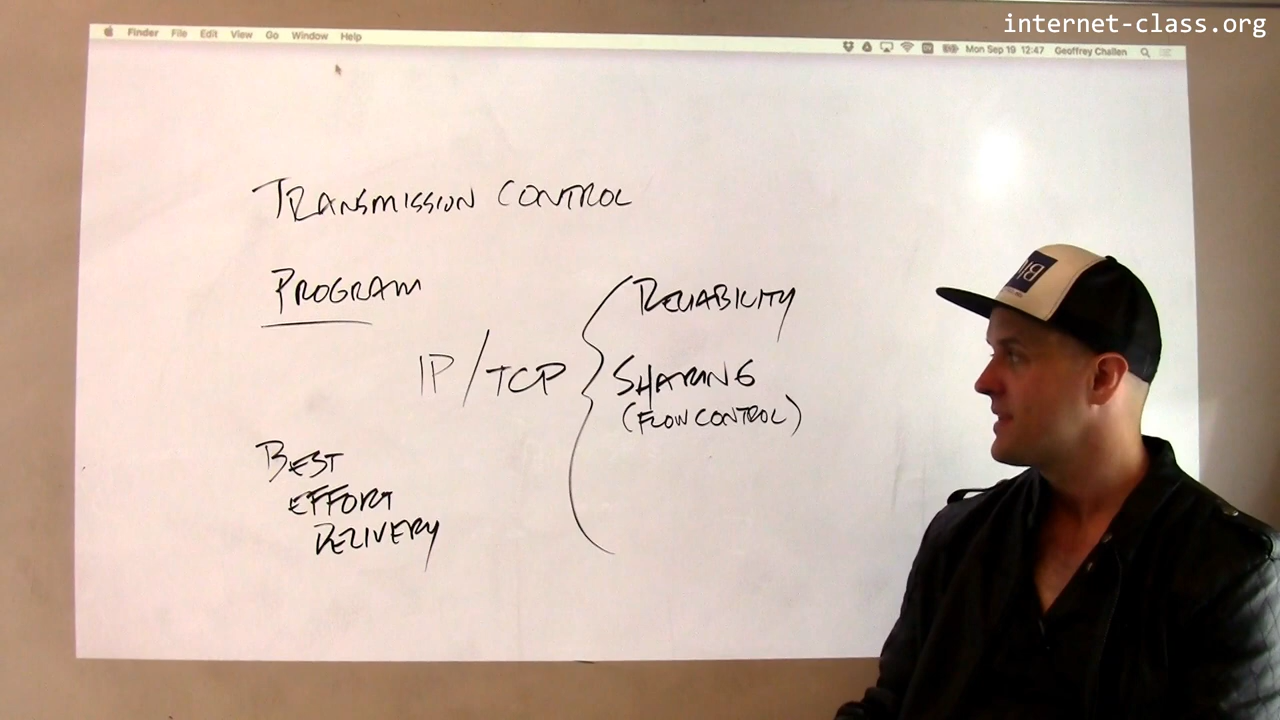 internet-class.org
Finder File Edit View Go Window Help
Mon Sep 19 12:47 Geoffrey Challen
TRANSMISSION CONTROL
PROGRAM
IP/TCP
RELIABILITY
SHARING
(FLOW CONTROL)
BEST
EFFORT
DELIVERY